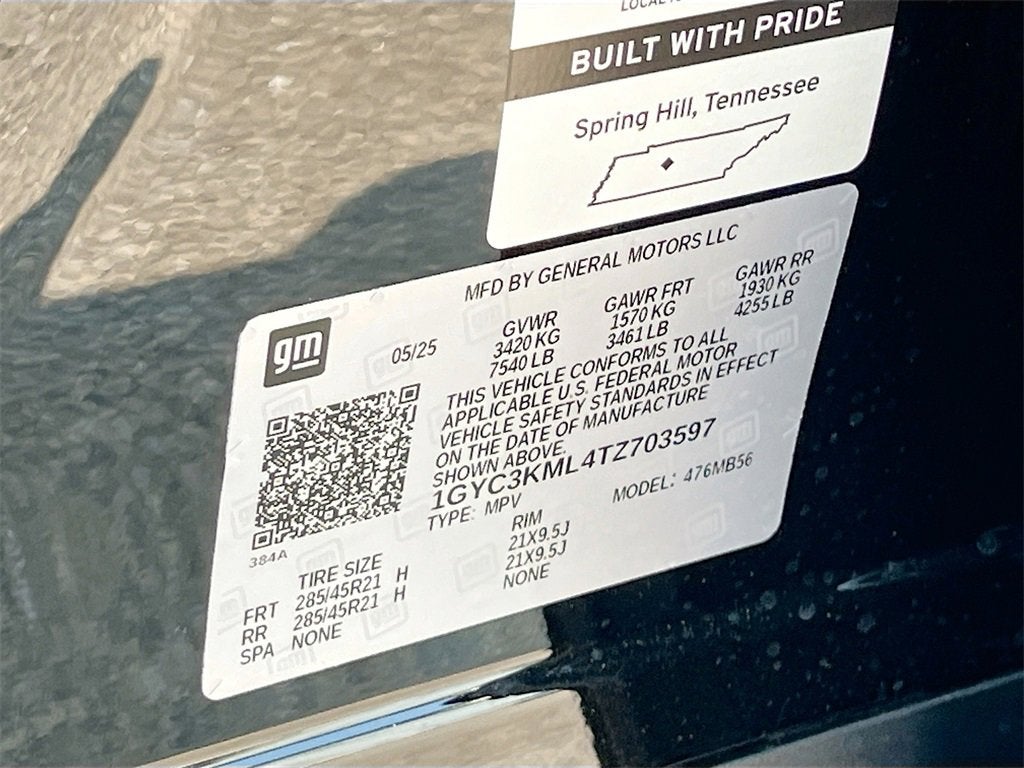 BUILT WITH PRIDE
Spring Hill, Tennessee
MFD BY GENERAL MOTORS LLC
gm
05/25
GVWR GAWR FRT GAWR RR
3420 KG 1570 KG 1930 KG
7540 LB 3461 LB 4255 LB
THIS VEHICLE CONFORMS TO ALL
APPLICABLE U.S. FEDERAL MOTOR
VEHICLE SAFETY STANDARDS IN EFFECT
ON THE DATE OF MANUFACTURE
SHOWN ABOVE.
1GYC3KML4TZ703597
TYPE: MPV MODEL: 476MB56
384A
TIRE SIZE RIM
FRT 285/45R21 H 21X9.5J
RR 285/45R21 H 21X9.5J
SPA NONE NONE